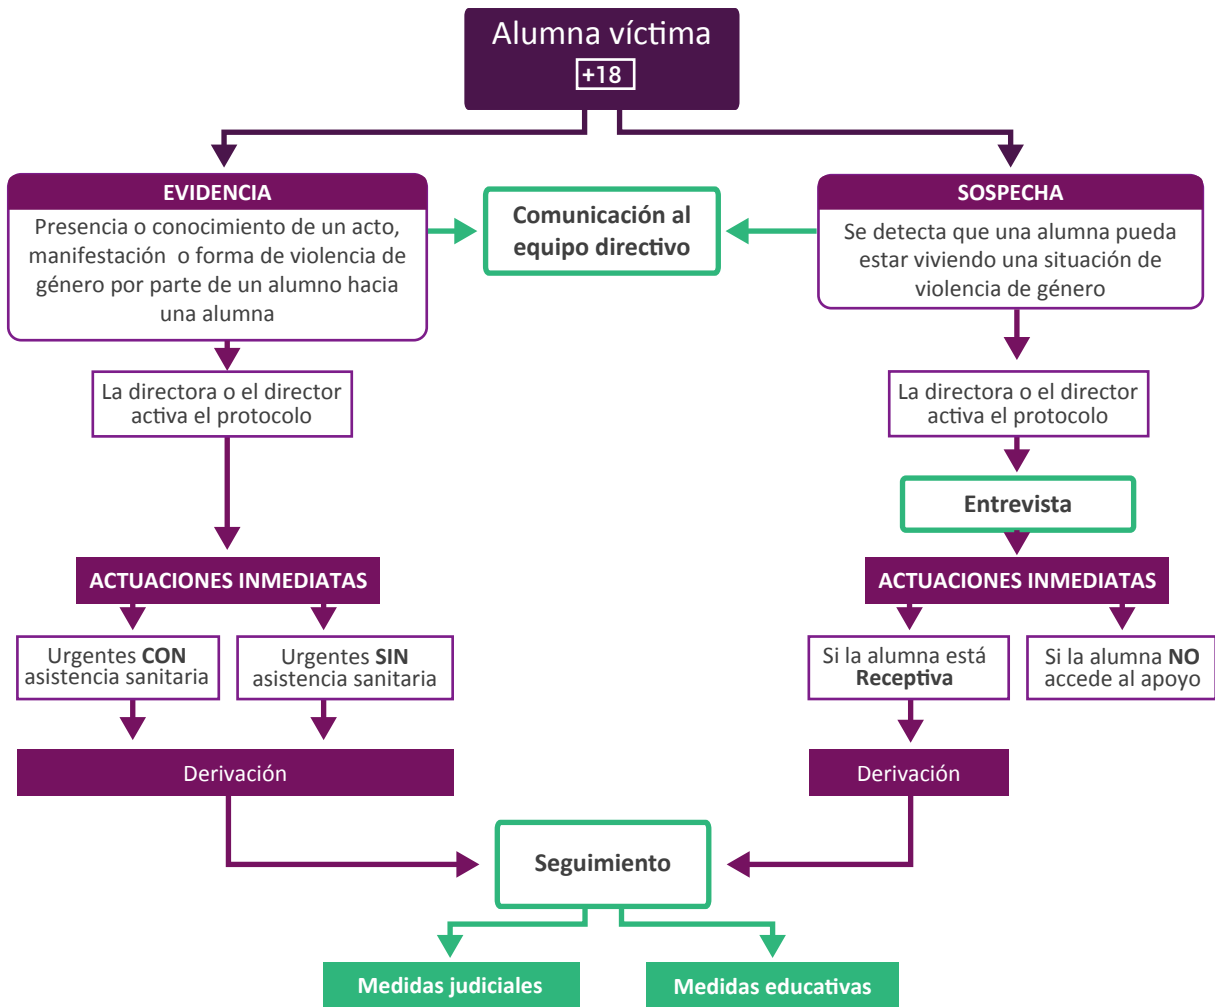 Alumna víctima
+18
EVIDENCIA
Presencia o conocimiento de un acto,
manifestación o forma de violencia de
género por parte de un alumno hacia
una alumna
Comunicación al
equipo directivo
SOSPECHA
Se detecta que una alumna pueda
estar viviendo una situación de
violencia de género
La directora o el director
activa el protocolo
La directora o el director
activa el protocolo
Entrevista
ACTUACIONES INMEDIATAS
ACTUACIONES INMEDIATAS
Urgentes CON
asistencia sanitaria
Urgentes SIN
asistencia sanitaria
Si la alumna está
Receptiva
Si la alumna NO
accede al apoyo
Derivación
Derivación
Seguimiento
Medidas judiciales
Medidas educativas